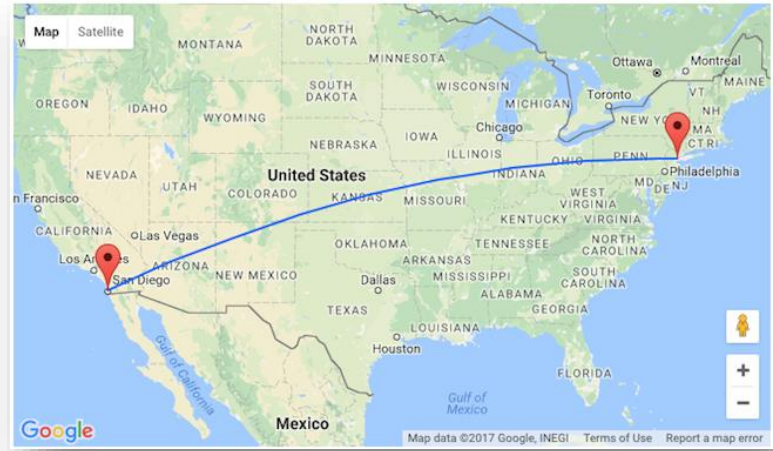 Map Satellite
NORTH
DAKOTA
MONTANA
MINNESOTA
Ottawa
Montreal
MAINE
VT
NH
SOUTH
DAKOTA
WISCONSIN
MICHIGAN
Toronto
OREGON
IDAHO
WYOMING
Chicago
NEW YO
MA
CT RI
NEBRASKA
IOWA
ILLINOIS
INDIANA
OHIO
PENN
Philadelphia
MD
DE NJ
NEVADA
UTAH
United States
COLORADO
KANSAS
MISSOURI
WEST
VIRGINIA
n Francisco
KENTUCKY
VIRGINIA
CALIFORNIA
Las Vegas
OKLAHOMA
TENNESSEE
NORTH
CAROLINA
Los An
les
ARIZONA
NEW MEXICO
ARKANSAS
San Diego
Dallas
MISSISSIPPI
SOUTH
CAROLINA
ALABAMA
TEXAS
GEORGIA
LOUISIANA
Houston
Gulf of
California
FLORIDA
Gulf of
Mexico
Mexico
Google
Map data ©2017 Google, INEGI Terms of Use Report a map error